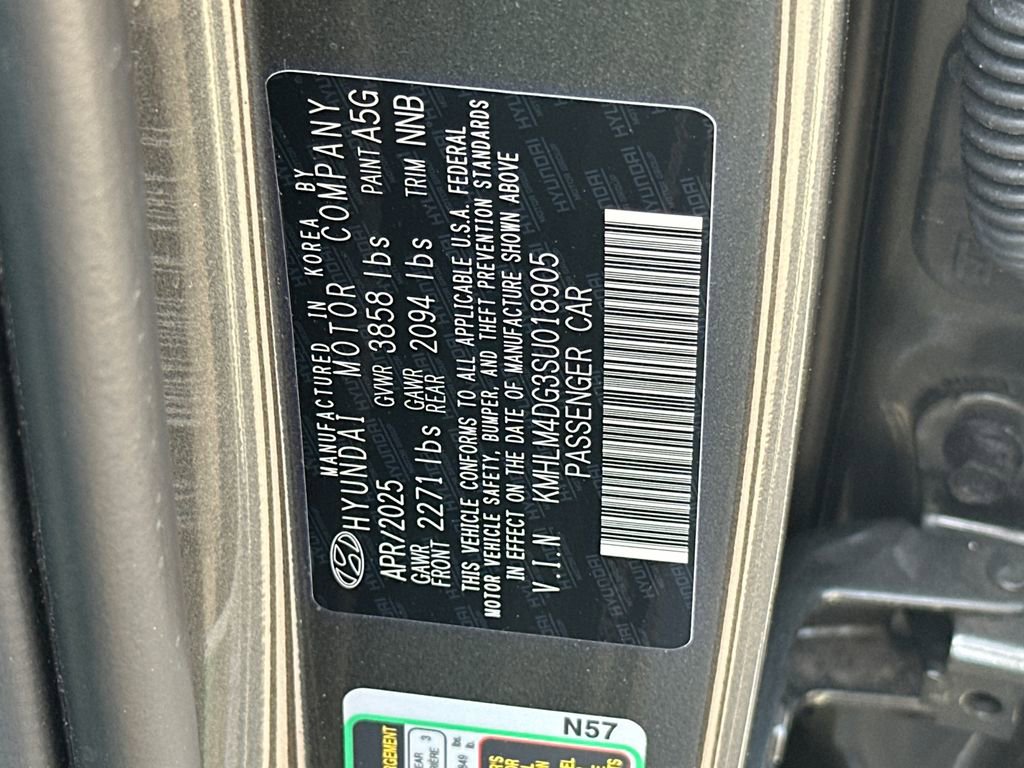 MANUFACTURED IN KOREA BY
HYUNDAI MOTOR COMPANY
APR/2025 GVWR 3858 lbs PAINT A5G
GAWR FRONT 2271 lbs GAWR REAR 2094 lbs TRIM NNB
THIS VEHICLE CONFORMS TO ALL APPLICABLE U.S.A. FEDERAL
MOTOR VEHICLE SAFETY, BUMPER, AND THEFT PREVENTION STANDARDS
IN EFFECT ON THE DATE OF MANUFACTURE SHOWN ABOVE
V.I.N KMHLM4DG3SU018905
PASSENGER CAR
N57